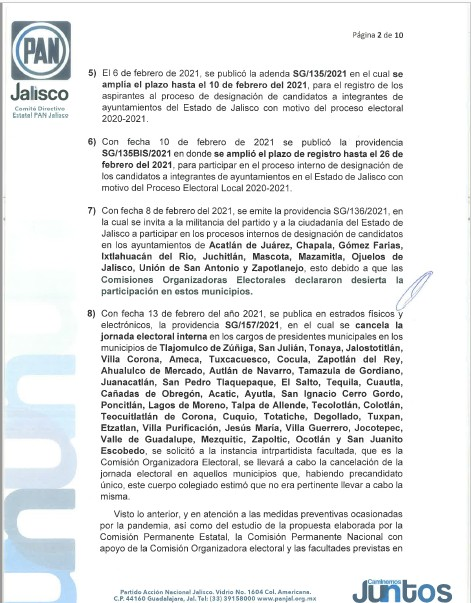 PAN
Jalisco
Comité Directivo
Estatal PAN Jalisco
Página 2 de 10
5) El 6 de febrero de 2021, se publicó la adenda SG/135/2021 en el cual se
amplia el plazo hasta el 10 de febrero del 2021, para el registro de los
aspirantes al proceso de designación de candidatos a integrantes de
ayuntamientos del Estado de Jalisco con motivo del proceso electoral
2020-2021.
6) Con fecha 10 de febrero de 2021 se publicó la providencia
SG/135BIS/2021 en donde se amplió el plazo de registro hasta el 26 de
febrero del 2021, para participar en el proceso interno de designación de
los candidatos a integrantes de ayuntamientos en el Estado de Jalisco con
motivo del Proceso Electoral Local 2020-2021.
7) Con fecha 8 de febrero del 2021, se emite la providencia SG/136/2021, en
la cual se invita a la militancia del partido y a la ciudadanía del Estado de
Jalisco a participar en los procesos internos de designación de candidatos
en los ayuntamientos de Acatlán de Juárez, Chapala, Gómez Farias,
Ixtlahuacán del Rio, Juchitlán, Mascota, Mazamitla, Ojuelos de
Jalisco, Unión de San Antonio y Zapotlanejo, esto debido a que las
Comisiones Organizadoras Electorales declararon desierta la
participación en estos municipios.
8) Con fecha 13 de febrero del año 2021, se publica en estrados físicos y
electrónicos, la providencia SG/157/2021, en el cual se cancela la
jornada electoral interna en los cargos de presidentes municipales en los
municipios de Tlajomulco de Zúñiga, San Julián, Tonaya, Jalostotitlán,
Villa Corona, Ameca, Tuxcacuesco, Cocula, Zapotlán del Rey,
Ahualulco de Mercado, Autlán de Navarro, Tamazula de Gordiano,
Juanacatlán, San Pedro Tlaquepaque, El Salto, Tequila, Cuautla,
Cañadas de Obregón, Acatic, Ayutla, San Ignacio Cerro Gordo,
Poncitlán, Lagos de Moreno, Talpa de Allende, Tecolotlán, Colotlán,
Teocuitlatlán de Corona, Cuquio, Totatiche, Degollado, Tuxpan,
Etzatlan, Villa Purificación, Jesús María, Villa Guerrero, Jocotepec,
Valle de Guadalupe, Mezquitic, Zapoltic, Ocotlán y San Juanito
Escobedo, se solicitó a la instancia intrpartidista facultada, que es la
Comisión Organizadora Electoral, se llevará a cabo la cancelación de la
jornada electoral en aquellos municipios que, habiendo precandidato
único, este cuerpo colegiado estimó que no era pertinente llevar a cabo la
misma.
Visto lo anterior, y en atención a las medidas preventivas ocasionadas
por la pandemia, así como del estudio de la propuesta elaborada por la
Comisión Permanente Estatal, la Comisión Permanente Nacional con
apoyo de la Comisión Organizadora electoral y las facultades previstas en
Partido Acción Nacional Jalisco. Vidrio No. 1604 Col. Americana.
C.P. 44160 Guadalajara, Jal. Tel: (33) 39158000 www.panjal.org.mx
Caminemos
Juntos